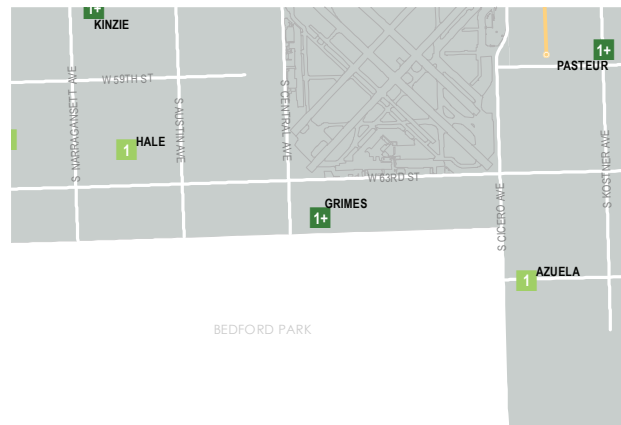 1+
KINZIE
1+
PASTEUR
W 59TH ST
S NARRAGANSETT AVE
S AUSTIN AVE
S CENTRAL AVE
1
HALE
W 63RD ST
S KOSTNER AVE
GRIMES
1+
S CICERO AVE
1
AZUELA
BEDFORD PARK